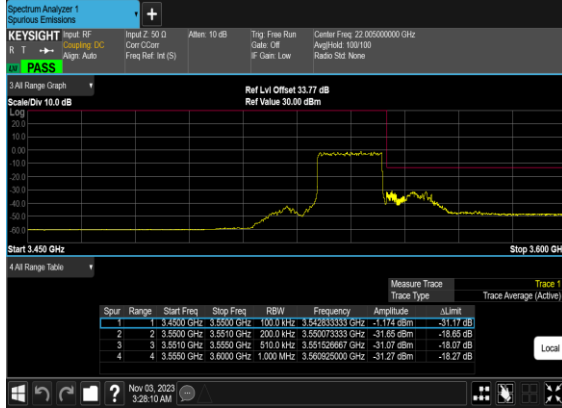 Spectrum Analyzer 1
Spurious Emissions
+
KEYSIGHT Input: RF Input Z: 50 Ω Atten: 10 dB Trig: Free Run Center Freq: 22.005000000 GHz
R T Coupling: DC Corr CCorr Gate: Off Avg|Hold: 100/100
Align: Auto Freq Ref: Int (S) IF Gain: Low Radio Std: None
PASS
3 All Range Graph
Ref Lvl Offset 33.77 dB
Scale/Div 10.0 dB Ref Value 30.00 dBm
Log
20.0
10.0
0.00
-10.0
-20.0
-30.0
-40.0
-50.0
-60.0
Start 3.450 GHz Stop 3.600 GH
4 All Range Table
Measure Trace Trace 1
Trace Type Trace Average (Active)
Spur Range Start Freq Stop Freq RBW Frequency Amplitude ΔLimit
1 1 3.4500 GHz 3.5500 GHz 100.0 kHz 3.542833333 GHz -1.174 dBm -31.17 dB
2 2 3.5500 GHz 3.5510 GHz 200.0 kHz 3.550073333 GHz -31.65 dBm -18.65 dB
3 3 3.5510 GHz 3.5550 GHz 510.0 kHz 3.551526667 GHz -31.07 dBm -18.07 dB
4 4 3.5550 GHz 3.6000 GHz 1.000 MHz 3.560925000 GHz -31.27 dBm -18.27 dB
Local
? Nov 03, 2023
3:28:10 AM